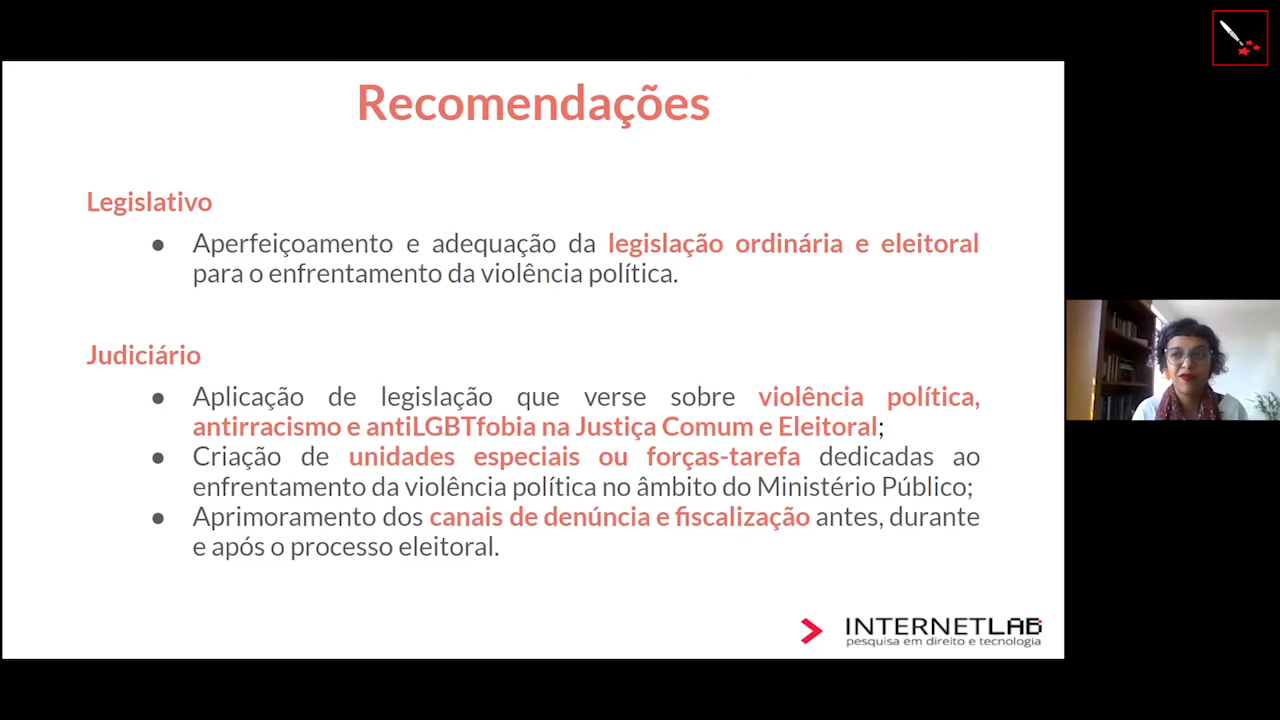 Recomendações
Legislativo
● Aperfeiçoamento e adequação da legislação ordinária e eleitoral
para o enfrentamento da violência política.
Judiciário
● Aplicação de legislação que verse sobre violência política,
antirracismo e antiLGBTfobia na Justiça Comum e Eleitoral;
● Criação de unidades especiais ou forças-tarefa dedicadas ao
enfrentamento da violência política no âmbito do Ministério Público;
● Aprimoramento dos canais de denúncia e fiscalização antes, durante
e após o processo eleitoral.
INTERNETLAB
pesquisa em direito e tecnologia